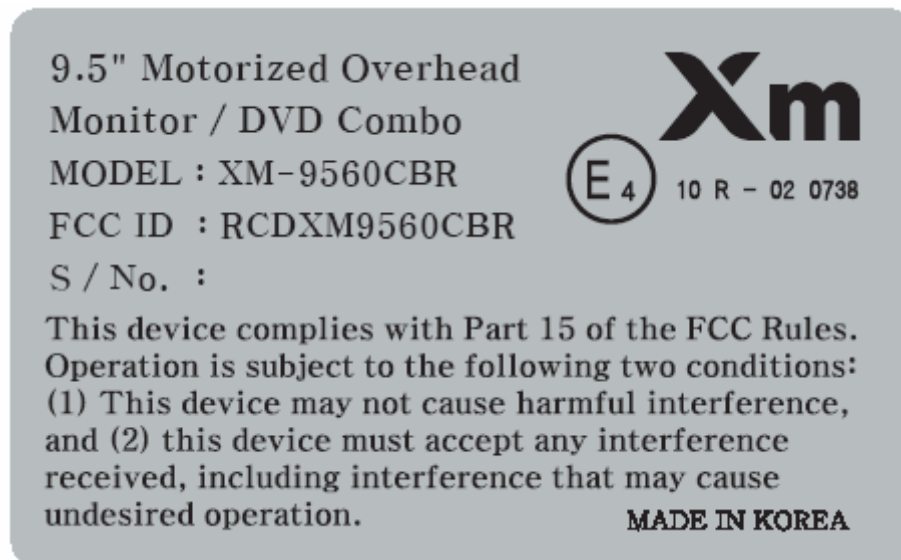 9.5" Motorized Overhead
Monitor / DVD Combo
MODEL : XM-9560CBR
FCC ID : RCDXM9560CBR
S / No. :
Xm
E4
10 R - 02 0738
This device complies with Part 15 of the FCC Rules.
Operation is subject to the following two conditions:
(1) This device may not cause harmful interference,
and (2) this device must accept any interference
received, including interference that may cause
undesired operation.
MADE IN KOREA